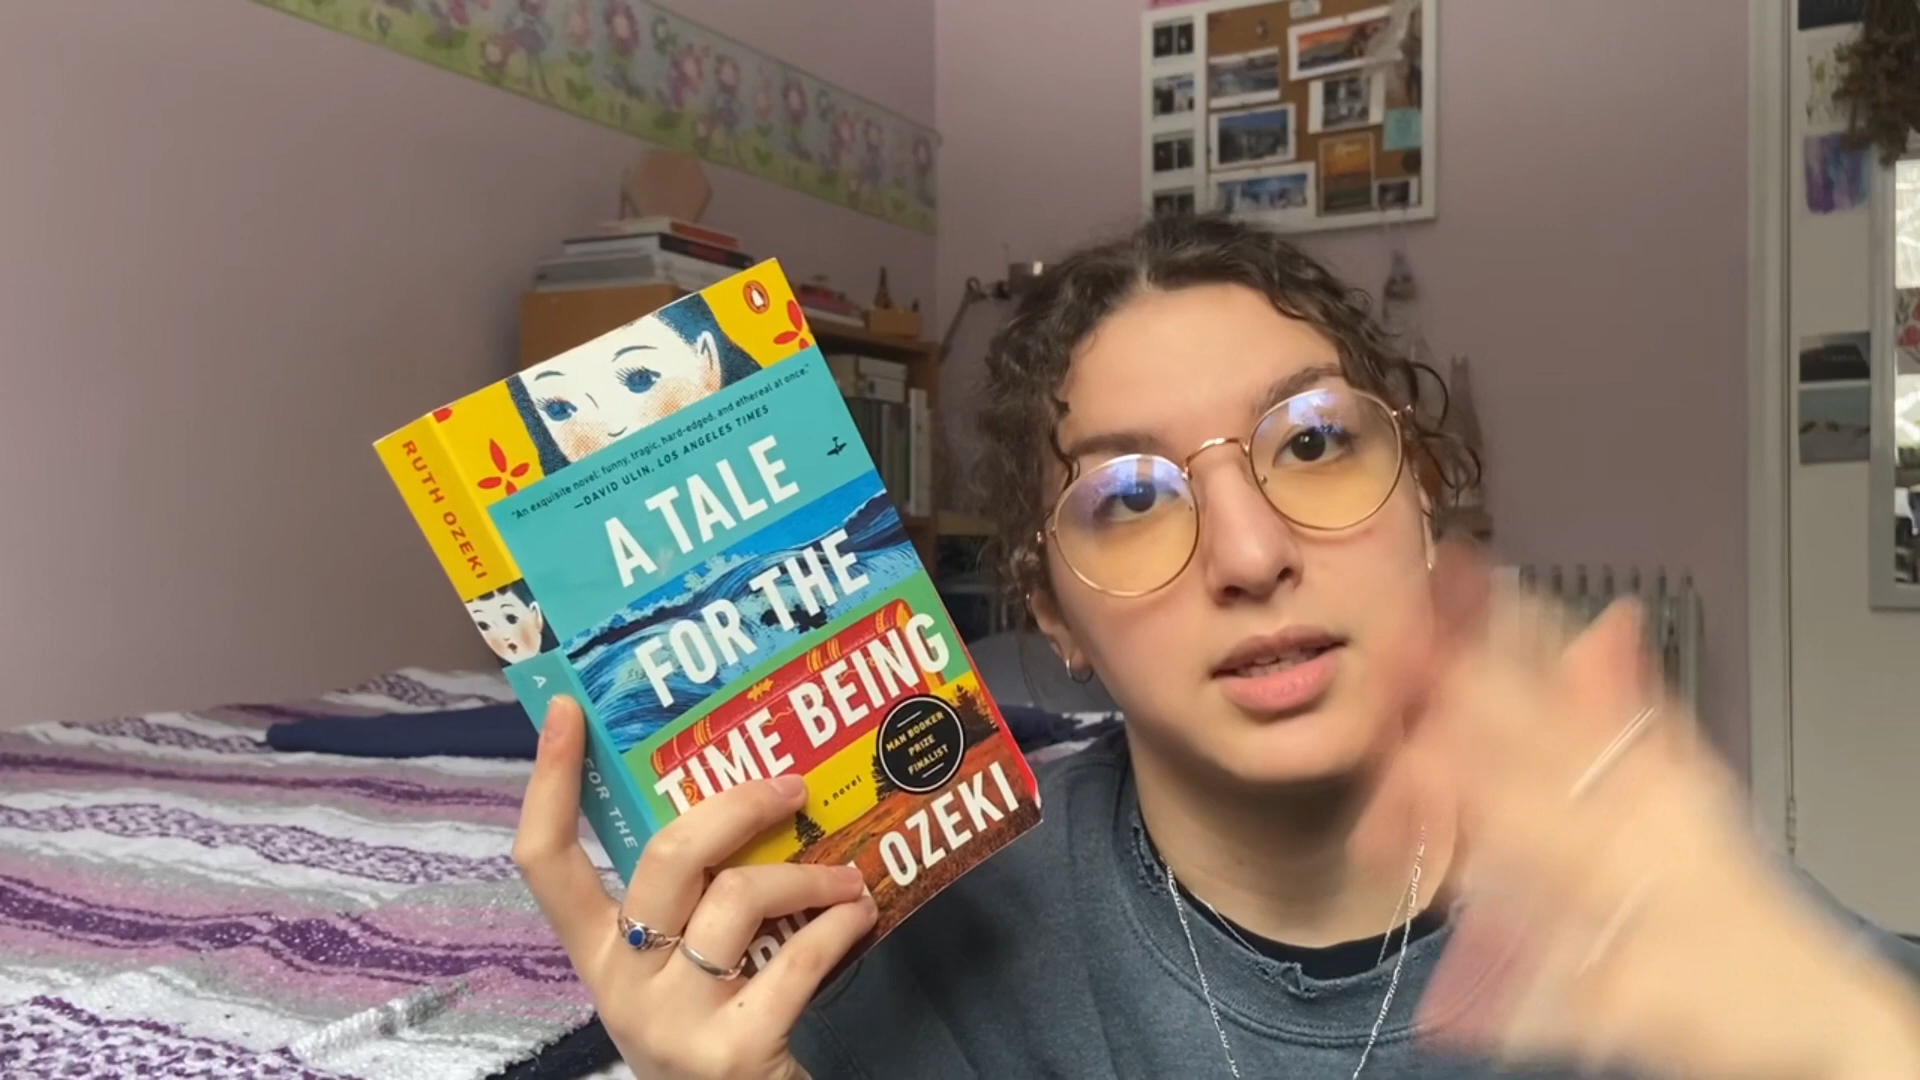 RUTH OZEKI
A
FOR THE
"An exquisite novel: funny, tragic, hard-edged, and ethereal at once."
—DAVID ULIN, LOS ANGELES TIMES
A TALE
FOR THE
TIME BEING
a novel
MAN BOOKER
PRIZE
FINALIST
OZEKI